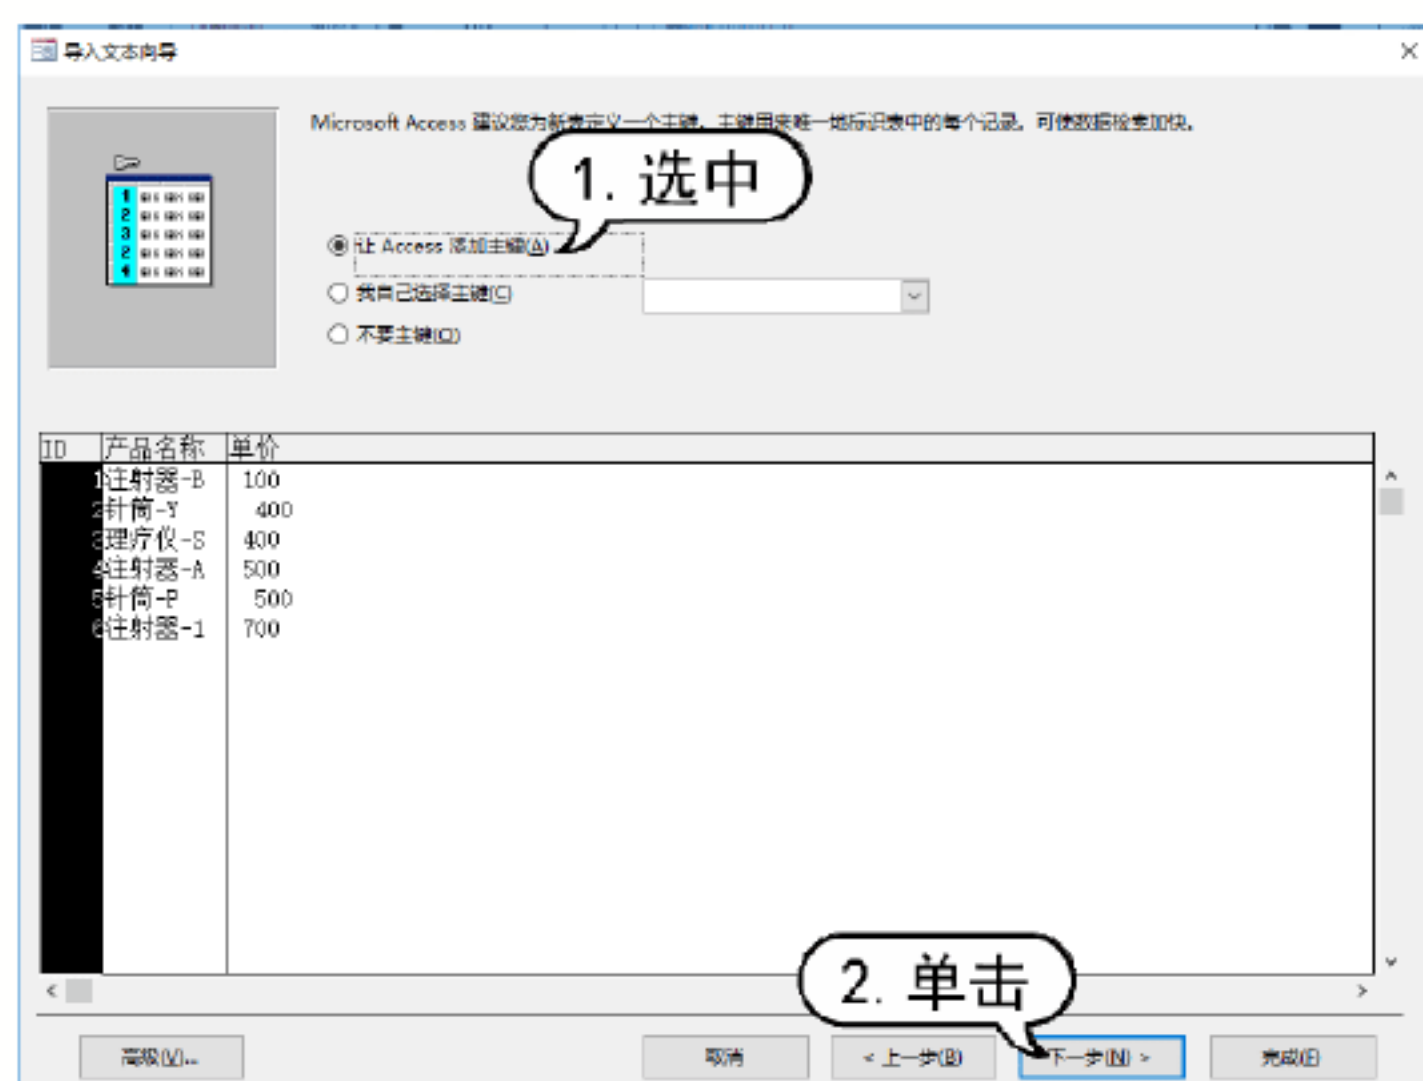 导入文本向导
Microsoft Access 建议您为新表定义一个主键。主键用来唯一地标识表中的每个记录。可使数据检索加快。
1. 选中
让 Access 添加主键(A)
我自己选择主键(C)
不要主键(O)
ID 产品名称 单价
1 注射器-B 100
2 针筒-Y 400
3 理疗仪-S 400
4 注射器-A 500
5 针筒-P 500
6 注射器-1 700
2. 单击
高级(V)... 取消 < 上一步(B) 下一步(N) > 完成(F)